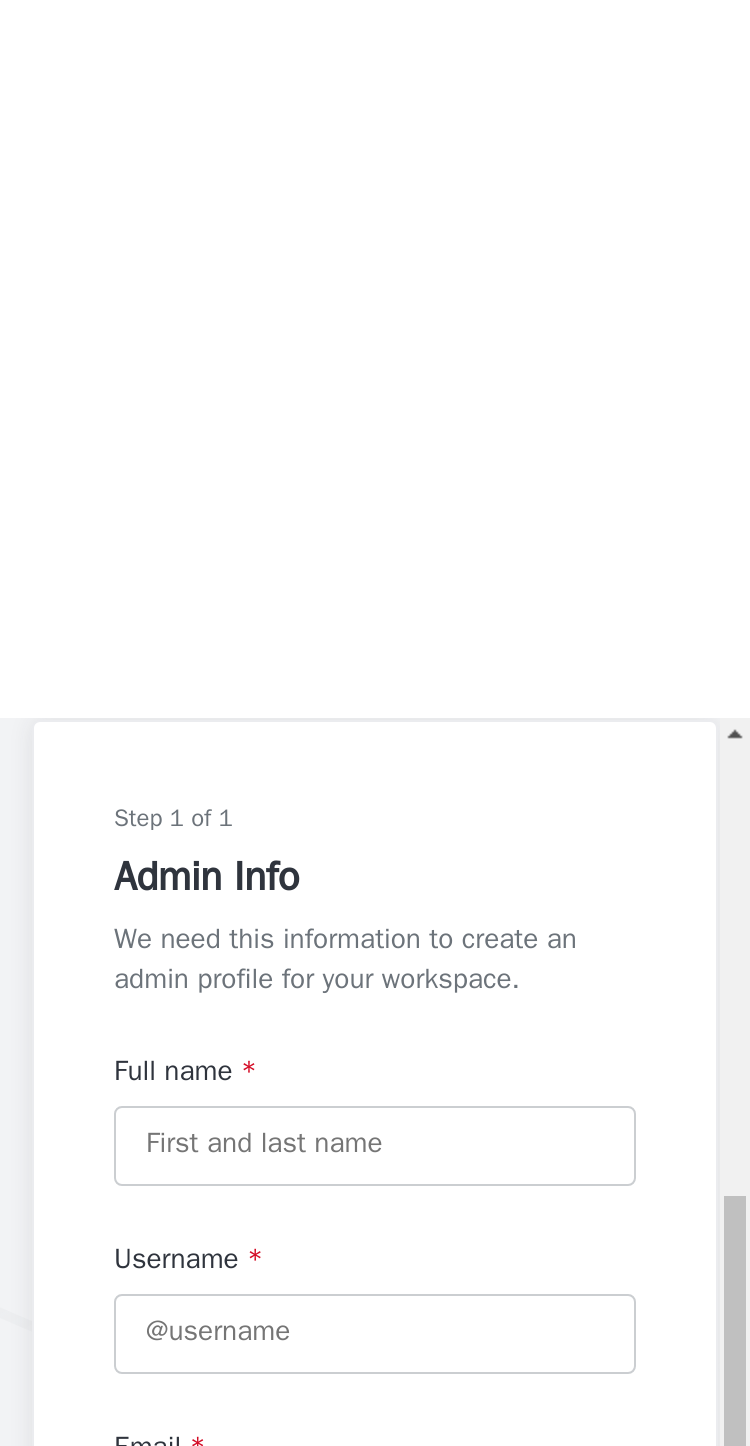 Step 1 of 1
Admin Info
We need this information to create an
admin profile for your workspace.
Full name *
First and last name
Username *
@username
Email *